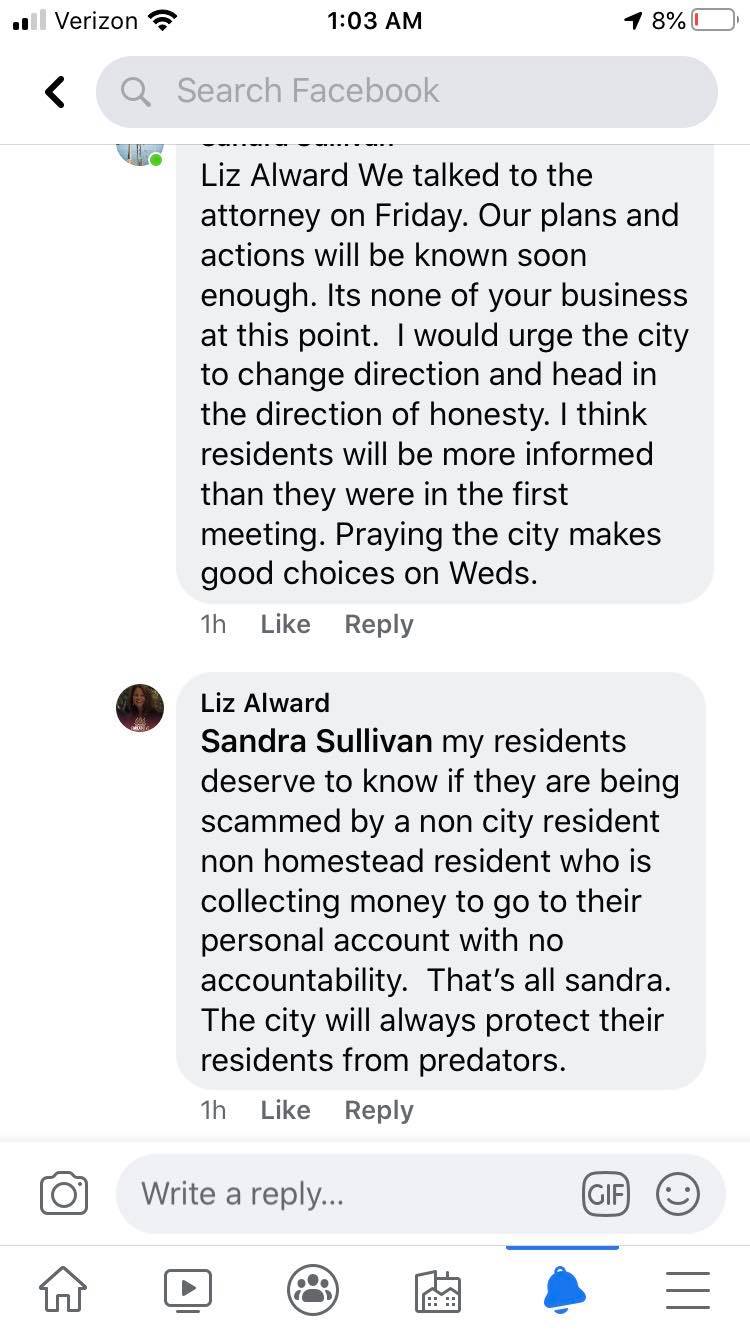 Verizon
1:03 AM
8%
Search Facebook
Liz Alward We talked to the
attorney on Friday. Our plans and
actions will be known soon
enough. Its none of your business
at this point.  I would urge the city
to change direction and head in
the direction of honesty. I think
residents will be more informed
than they were in the first
meeting. Praying the city makes
good choices on Weds.
1h Like Reply
Liz Alward
Sandra Sullivan my residents
deserve to know if they are being
scammed by a non city resident
non homestead resident who is
collecting money to go to their
personal account with no
accountability.  That's all sandra.
The city will always protect their
residents from predators.
1h Like Reply
Write a reply...
GIF